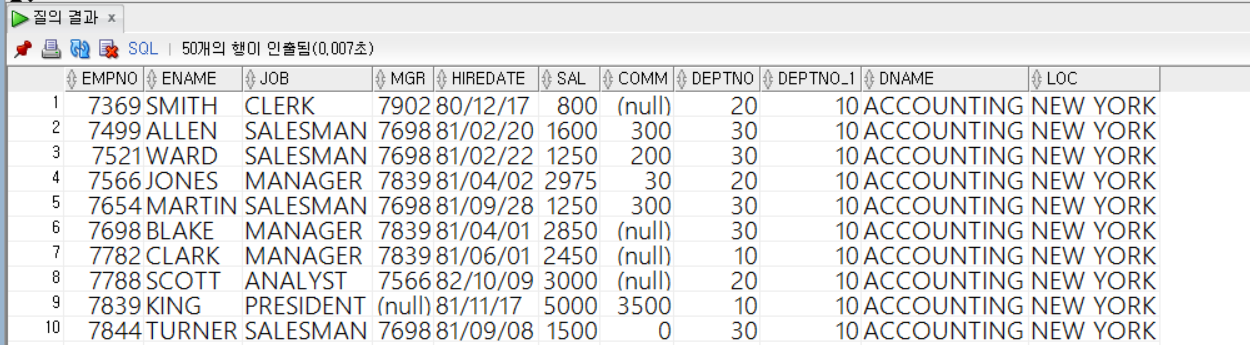 질의 결과 x
SQL | 50개의 행이 인출됨(0,007초)
EMPNO ENAME JOB MGR HIREDATE SAL COMM DEPTNO DEPTNO_1 DNAME LOC
1 7369 SMITH CLERK 7902 80/12/17 800 (null) 20 10 ACCOUNTING NEW YORK
2 7499 ALLEN SALESMAN 7698 81/02/20 1600 300 30 10 ACCOUNTING NEW YORK
3 7521 WARD SALESMAN 7698 81/02/22 1250 200 30 10 ACCOUNTING NEW YORK
4 7566 JONES MANAGER 7839 81/04/02 2975 30 20 10 ACCOUNTING NEW YORK
5 7654 MARTIN SALESMAN 7698 81/09/28 1250 300 30 10 ACCOUNTING NEW YORK
6 7698 BLAKE MANAGER 7839 81/04/01 2850 (null) 30 10 ACCOUNTING NEW YORK
7 7782 CLARK MANAGER 7839 81/06/01 2450 (null) 10 10 ACCOUNTING NEW YORK
8 7788 SCOTT ANALYST 7566 82/10/09 3000 (null) 20 10 ACCOUNTING NEW YORK
9 7839 KING PRESIDENT (null) 81/11/17 5000 3500 10 10 ACCOUNTING NEW YORK
10 7844 TURNER SALESMAN 7698 81/09/08 1500 0 30 10 ACCOUNTING NEW YORK